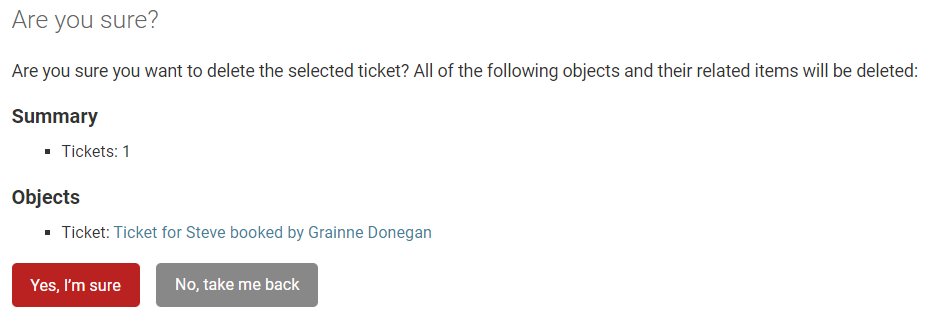 Are you sure?
Are you sure you want to delete the selected ticket? All of the following objects and their related items will be deleted:
Summary
Tickets: 1
Objects
Ticket: Ticket for Steve booked by Grainne Donegan
Yes, I’m sure
No, take me back